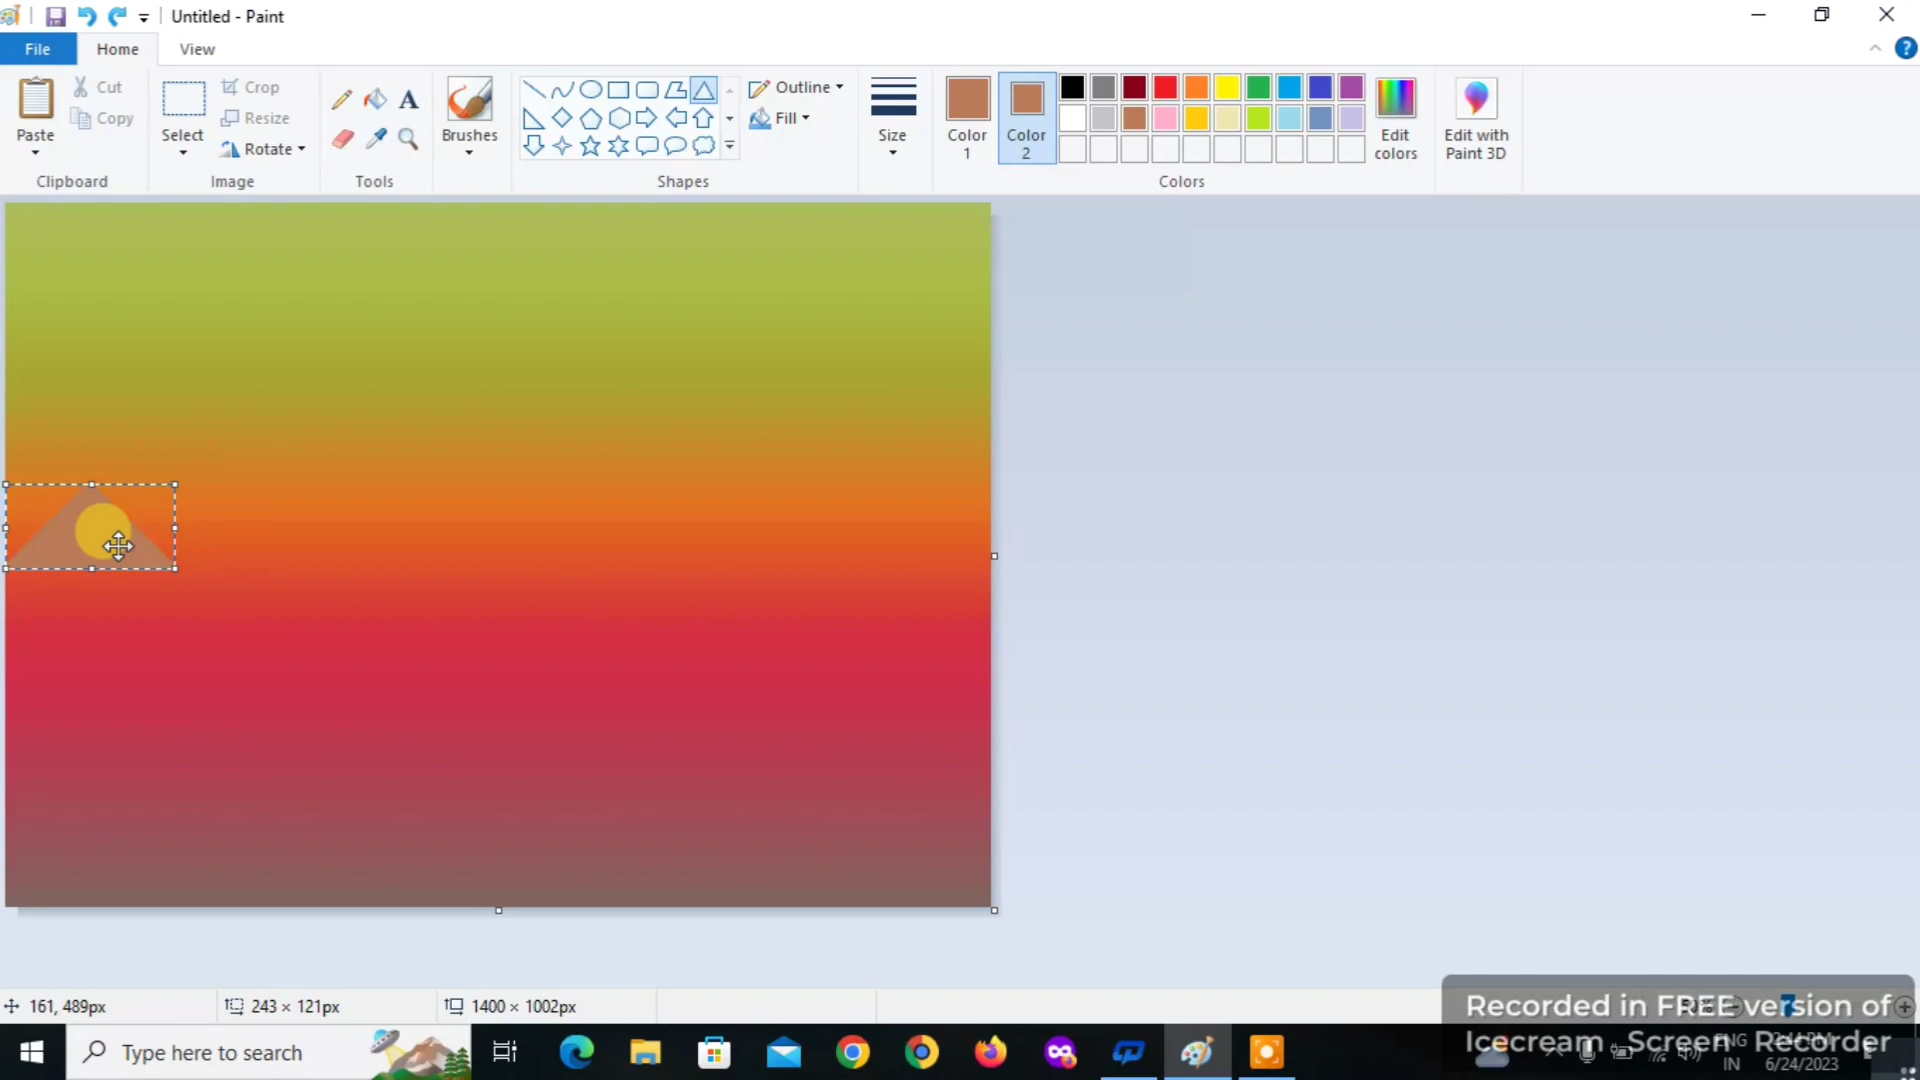 Untitled - Paint
File
Home
View
Paste
Cut
Copy
Clipboard
Select
Crop
Resize
Rotate
Image
A
Tools
Brushes
Shapes
Outline
Fill
Size
Color 1
Color 2
Colors
Edit colors
Edit with Paint 3D
?
161, 489px
243 × 121px
1400 × 1002px
Recorded in FREE version of
Icecream Screen Recorder
Type here to search
ENG
IN
6/24/2023